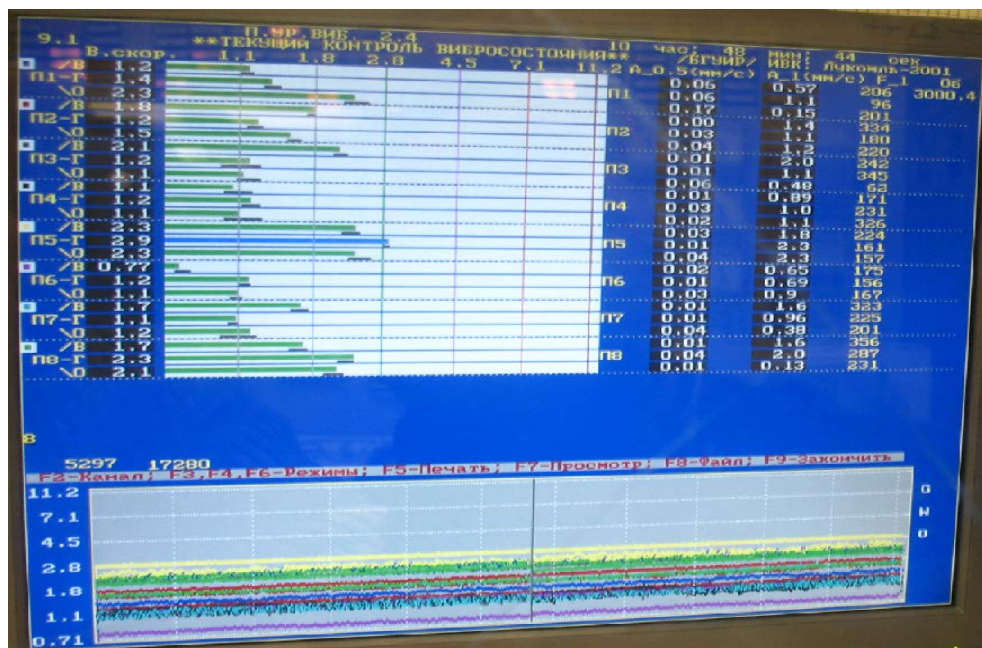 9.1 П.УР.ВИБ. 2.4
**ТЕКУЩИЙ КОНТРОЛЬ ВИБРОСОСТОЯНИЯ** 10 час; 48 мин; 44 сек
В.скор. 1.1 1.8 2.8 4.5 7.1 11.2 /БГУИР/ ИВК: Лукомль-2001
A_0.5(мм/с) A_1(мм/с) F_1 Об
/В 1.2 0.06 0.57 206 3000.4
П1-Г 1.4 П1 0.06 1.1 96
\О 2.3 0.17 0.15 201
/В 1.8 0.00 1.4 334
П2-Г 1.2 П2 0.03 1.1 180
\О 1.5 0.04 1.2 220
/В 2.1 0.01 2.0 242
П3-Г 1.2 П3 0.01 1.1 345
\О 1.1 0.06 0.48 62
/В 1.1 0.01 0.89 171
П4-Г 1.2 П4 0.03 1.0 231
\О 1.1 0.02 1.1 326
/В 2.3 0.03 1.8 224
П5-Г 2.9 П5 0.01 2.3 161
\О 2.3 0.04 2.3 157
/В 0.77 0.02 0.65 175
П6-Г 1.2 П6 0.01 0.69 156
\О 1.1 0.03 0.9 167
/В 1.7 0.01 1.6 323
П7-Г 1.1 П7 0.01 0.96 225
\О 1.2 0.04 0.38 201
/В 1.7 0.01 1.6 356
П8-Г 2.3 П8 0.04 2.0 287
\О 2.1 0.01 0.13 231
8
5297 17280
F2-Канал; F3,F4,F6-Режимы; F5-Печать; F7-Просмотр; F8-Файл; F9-Закончить
11.2
7.1
4.5
2.8
1.8
1.1
0.71